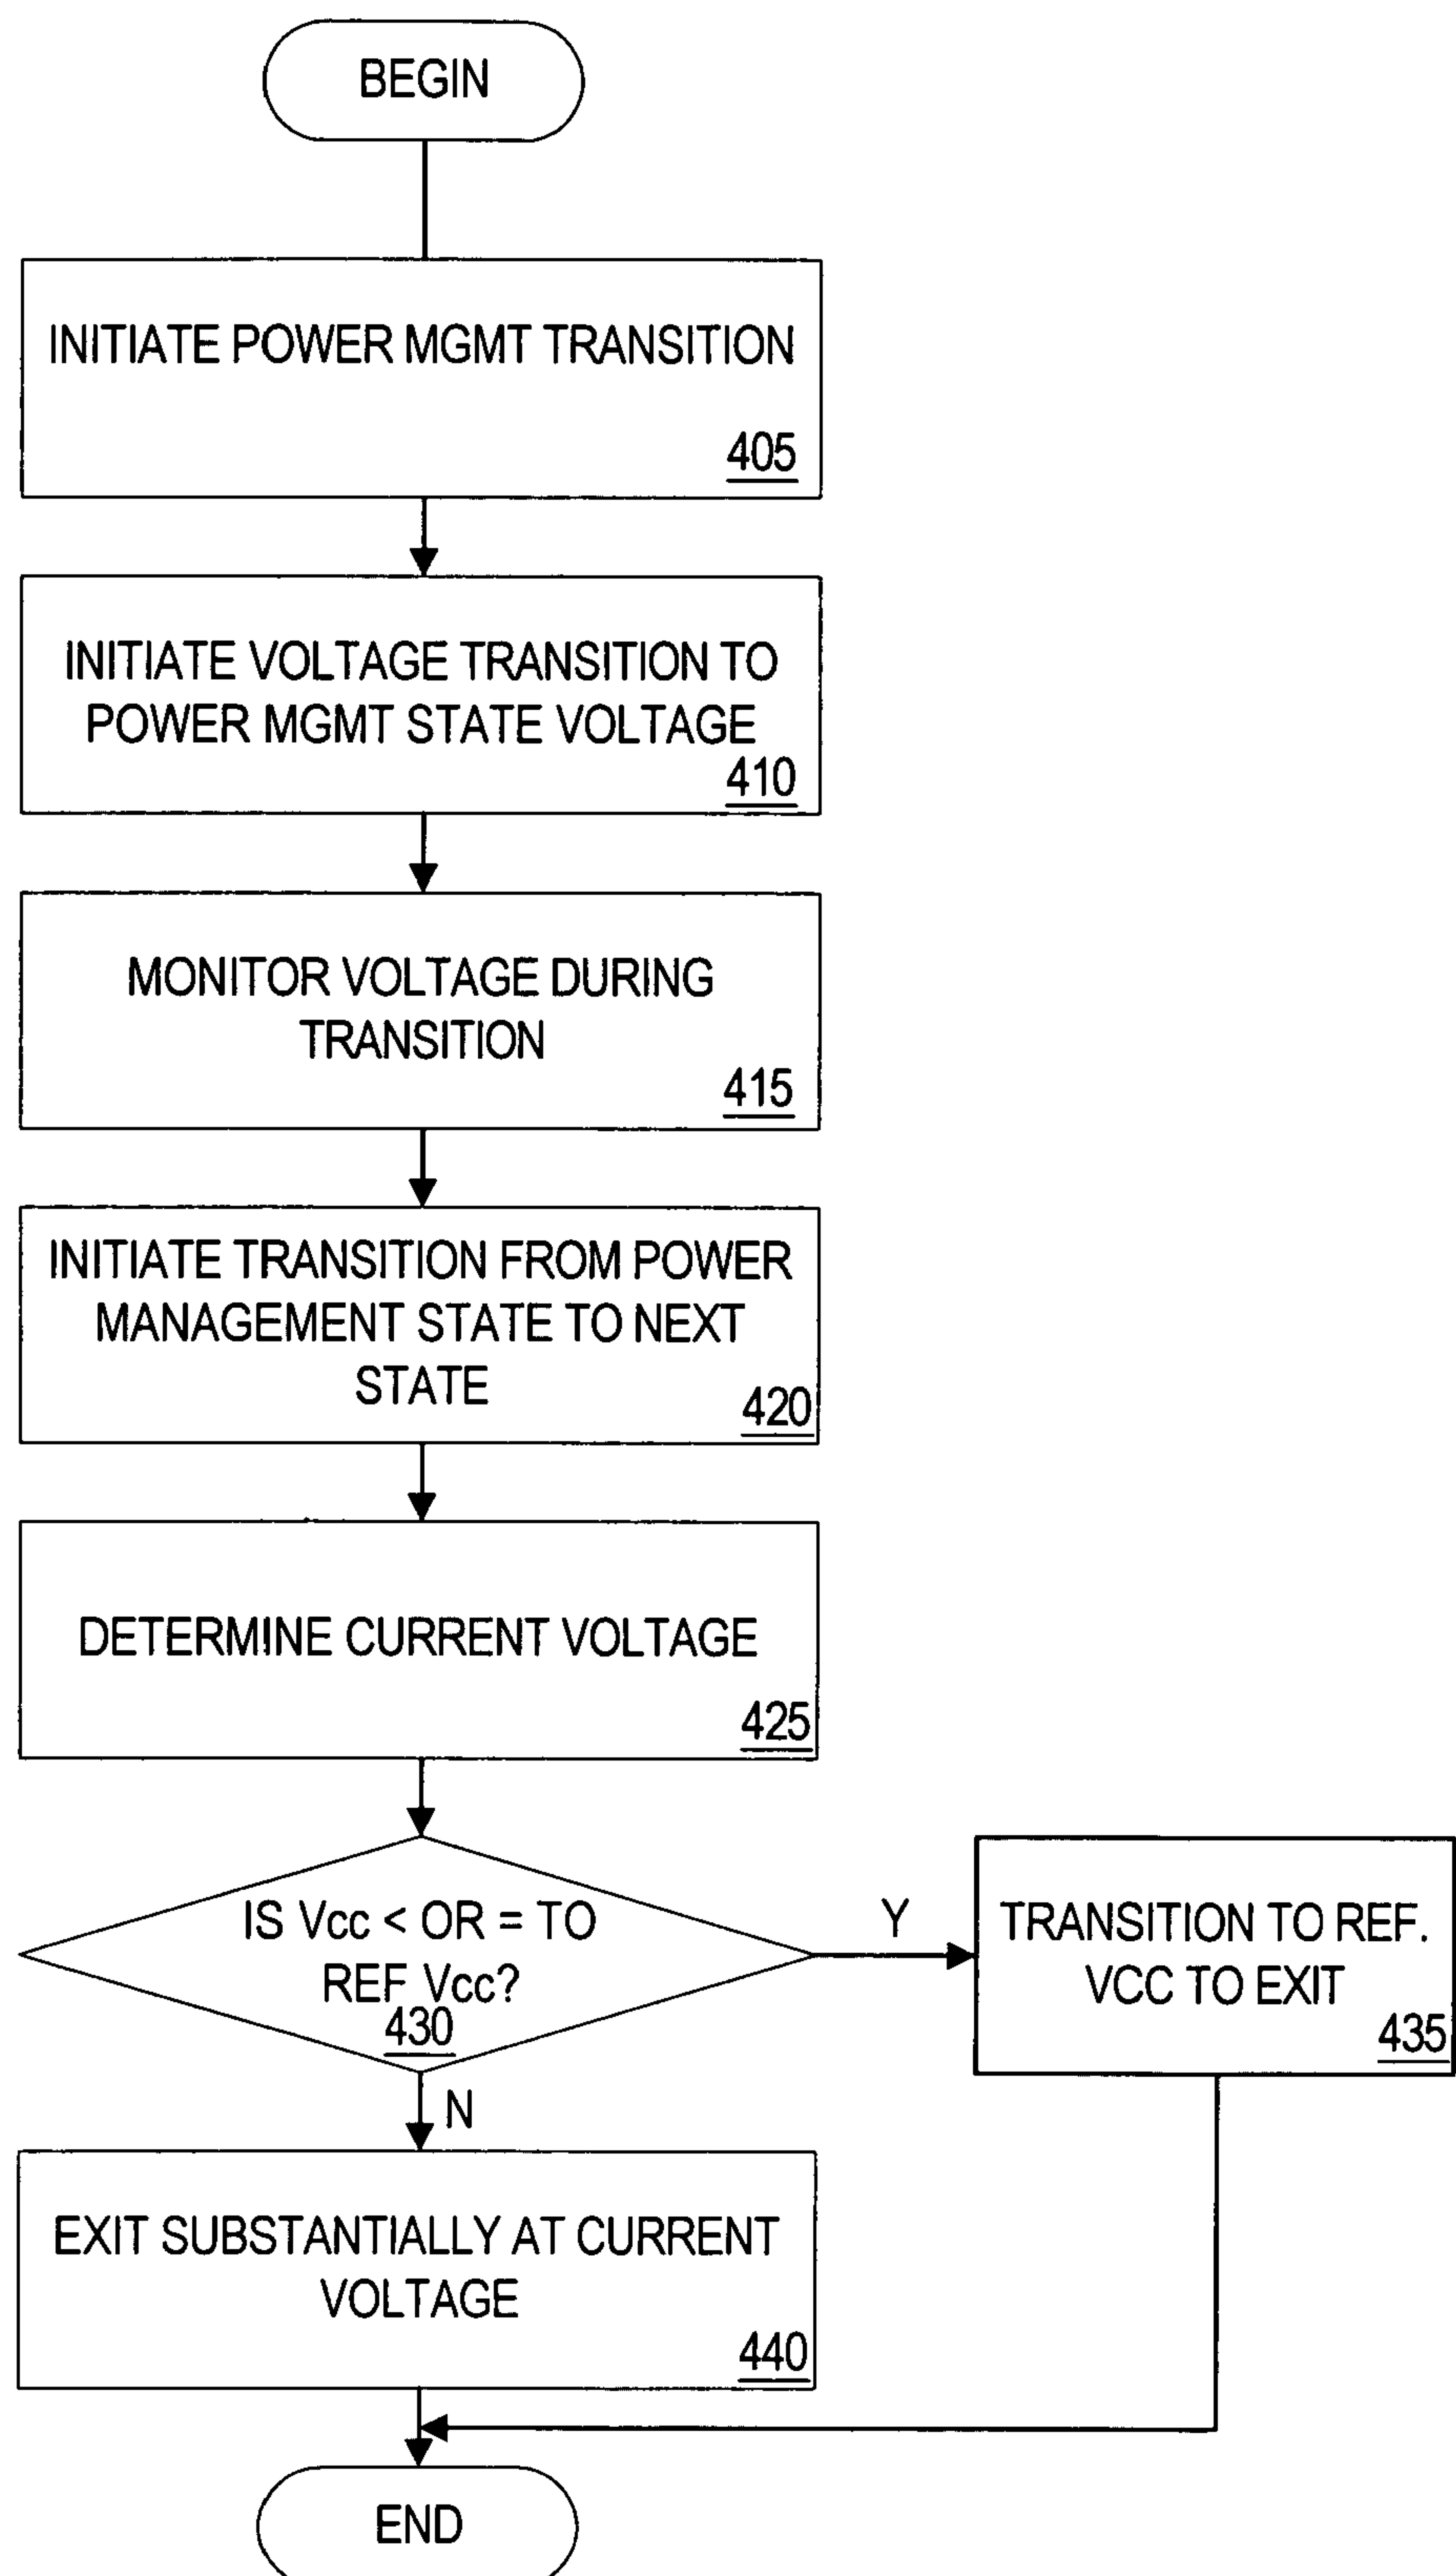 BEGIN
INITIATE POWER MGMT TRANSITION
405
INITIATE VOLTAGE TRANSITION TO
POWER MGMT STATE VOLTAGE
410
MONITOR VOLTAGE DURING
TRANSITION
415
INITIATE TRANSITION FROM POWER
MANAGEMENT STATE TO NEXT
STATE
420
DETERMINE CURRENT VOLTAGE
425
IS Vcc < OR = TO
REF Vcc?
430
Y
TRANSITION TO REF.
VCC TO EXIT
435
N
EXIT SUBSTANTIALLY AT CURRENT
VOLTAGE
440
END